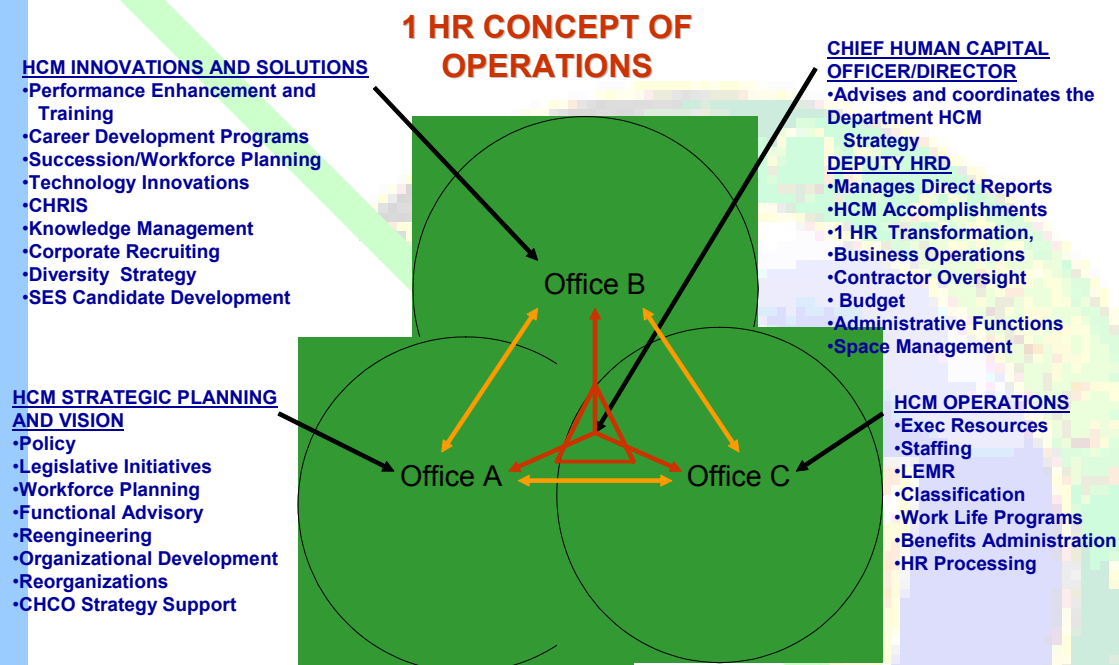 1 HR CONCEPT OF
OPERATIONS
HCM INNOVATIONS AND SOLUTIONS
•Performance Enhancement and
Training
•Career Development Programs
•Succession/Workforce Planning
•Technology Innovations
•CHRIS
•Knowledge Management
•Corporate Recruiting
•Diversity Strategy
•SES Candidate Development
CHIEF HUMAN CAPITAL
OFFICER/DIRECTOR
•Advises and coordinates the
Department HCM
Strategy
DEPUTY HRD
•Manages Direct Reports
•HCM Accomplishments
•1 HR Transformation,
•Business Operations
•Contractor Oversight
• Budget
•Administrative Functions
•Space Management
Office B
HCM STRATEGIC PLANNING
AND VISION
•Policy
•Legislative Initiatives
•Workforce Planning
•Functional Advisory
•Reengineering
•Organizational Development
•Reorganizations
•CHCO Strategy Support
Office A
Office C
HCM OPERATIONS
•Exec Resources
•Staffing
•LEMR
•Classification
•Work Life Programs
•Benefits Administration
•HR Processing